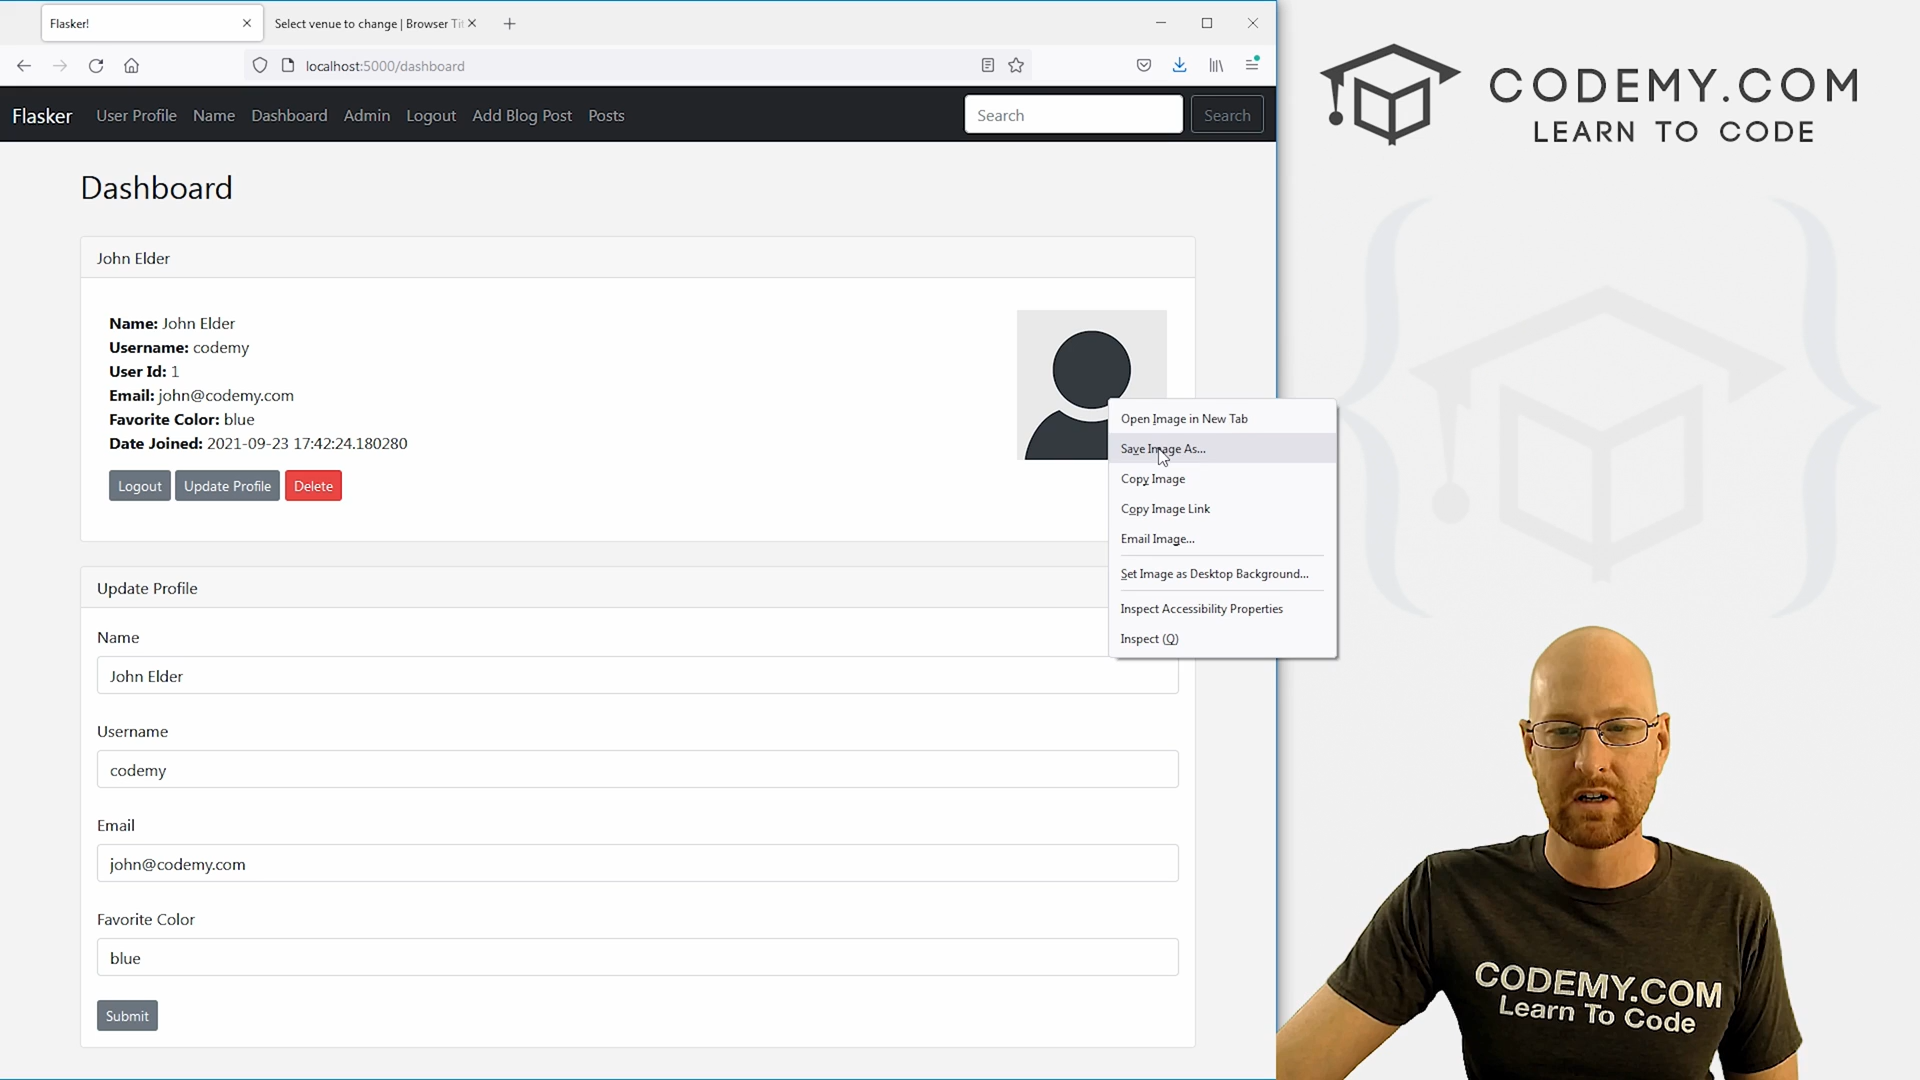 Flasker!
Select venue to change | Browser Tit
localhost:5000/dashboard
Flasker User Profile Name Dashboard Admin Logout Add Blog Post Posts Search Search
CODEMY.COM
LEARN TO CODE
Dashboard
John Elder
Name: John Elder
Username: codemy
User Id: 1
Email: john@codemy.com
Favorite Color: blue
Date Joined: 2021-09-23 17:42:24.180280
Logout Update Profile Delete
Open Image in New Tab
Save Image As...
Copy Image
Copy Image Link
Email Image...
Set Image as Desktop Background...
Inspect Accessibility Properties
Inspect (Q)
Update Profile
Name
John Elder
Username
codemy
Email
john@codemy.com
Favorite Color
blue
Submit
CODEMY.COM
Learn To Code